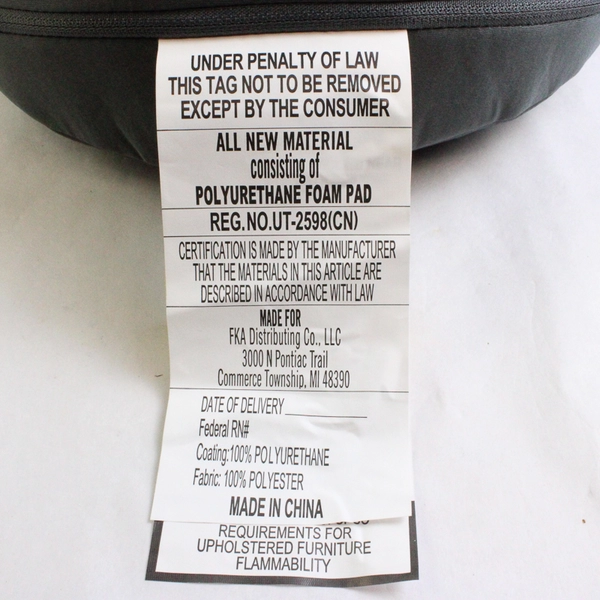 UNDER PENALTY OF LAW
THIS TAG NOT TO BE REMOVED
EXCEPT BY THE CONSUMER
ALL NEW MATERIAL
consisting of
POLYURETHANE FOAM PAD
REG.NO.UT-2598(CN)
CERTIFICATION IS MADE BY THE MANUFACTURER
THAT THE MATERIALS IN THIS ARTICLE ARE
DESCRIBED IN ACCORDANCE WITH LAW
MADE FOR
FKA Distributing Co., LLC
3000 N Pontiac Trail
Commerce Township, MI 48390
DATE OF DELIVERY
Federal RN#
Coating:100% POLYURETHANE
Fabric: 100% POLYESTER
MADE IN CHINA
REQUIREMENTS FOR
UPHOLSTERED FURNITURE
FLAMMABILITY